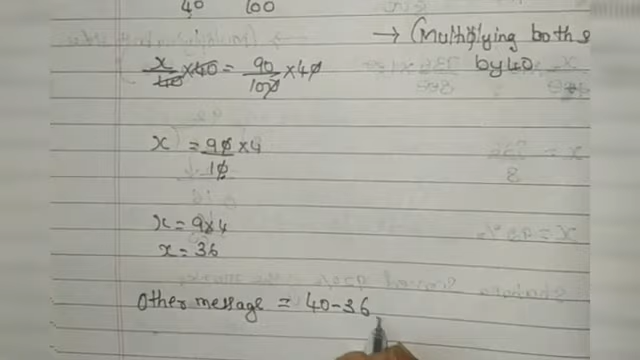 40 100
→ (Multiplying both s
x/40 × 40 = 90/100 × 40 by 40
x = 90 × 4
10
x = 9×4
x = 36
Other message = 40-36